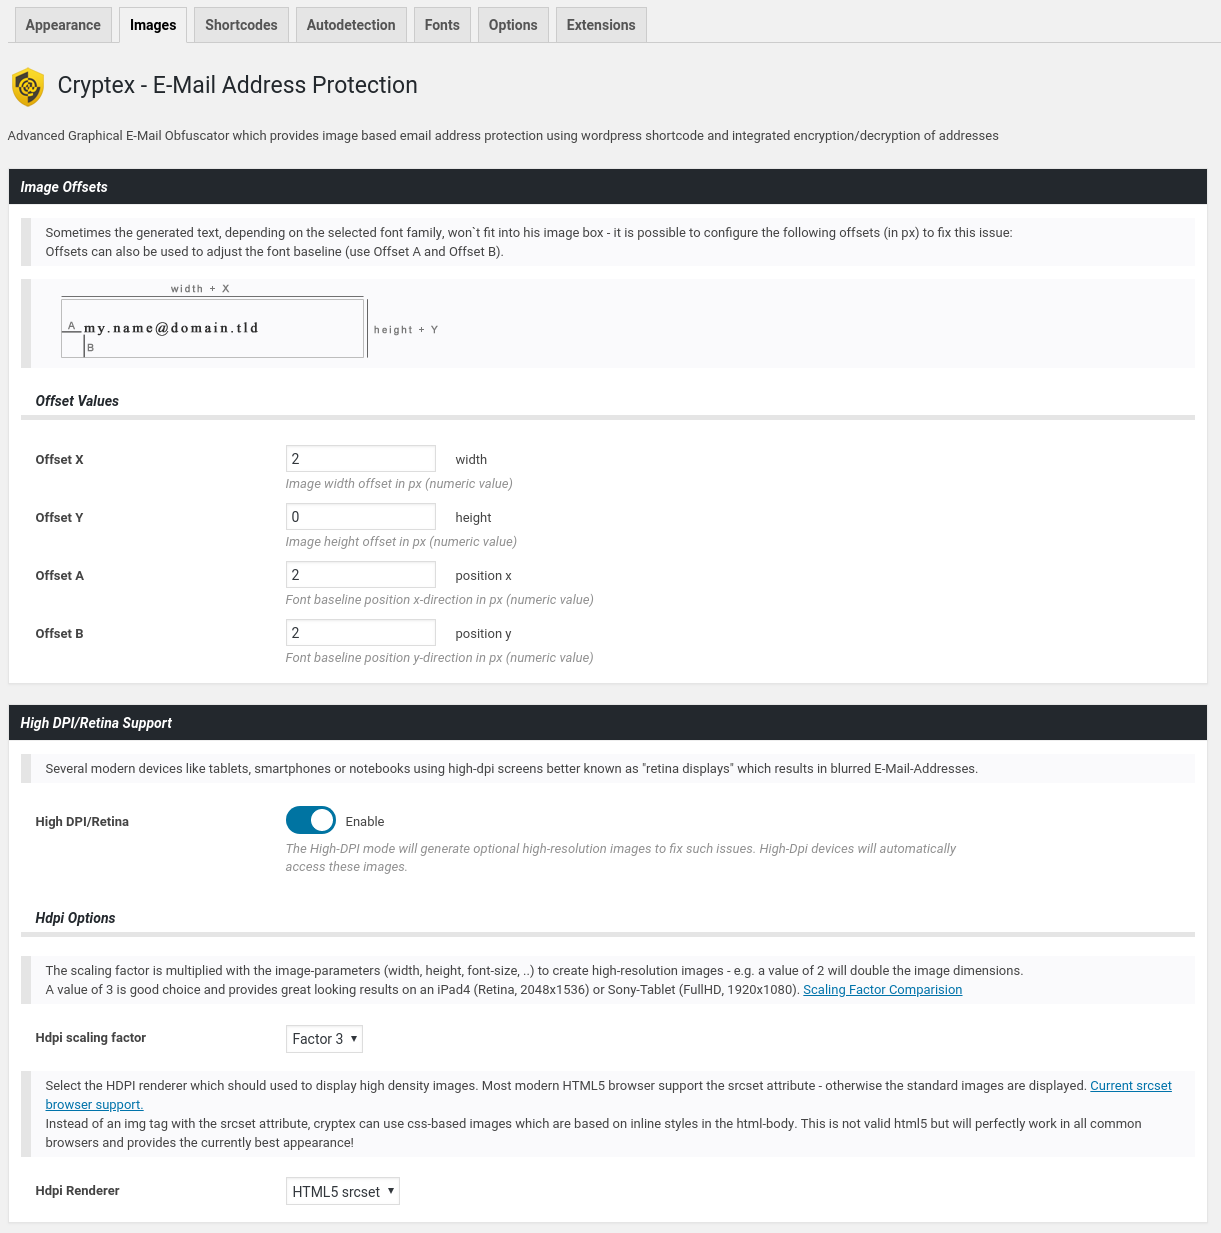 Appearance Images Shortcodes Autodetection Fonts Options Extensions
Cryptex - E-Mail Address Protection
Advanced Graphical E-Mail Obfuscator which provides image based email address protection using wordpress shortcode and integrated encryption/decryption of addresses
Image Offsets
Sometimes the generated text, depending on the selected font family, won`t fit into his image box - it is possible to configure the following offsets (in px) to fix this issue:
Offsets can also be used to adjust the font baseline (use Offset A and Offset B).
width + X
A my.name@domain.tld
height + Y
B
Offset Values
Offset X 2 width
Image width offset in px (numeric value)
Offset Y 0 height
Image height offset in px (numeric value)
Offset A 2 position x
Font baseline position x-direction in px (numeric value)
Offset B 2 position y
Font baseline position y-direction in px (numeric value)
High DPI/Retina Support
Several modern devices like tablets, smartphones or notebooks using high-dpi screens better known as "retina displays" which results in blurred E-Mail-Addresses.
High DPI/Retina Enable
The High-DPI mode will generate optional high-resolution images to fix such issues. High-Dpi devices will automatically
access these images.
Hdpi Options
The scaling factor is multiplied with the image-parameters (width, height, font-size, ..) to create high-resolution images - e.g. a value of 2 will double the image dimensions.
A value of 3 is good choice and provides great looking results on an iPad4 (Retina, 2048x1536) or Sony-Tablet (FullHD, 1920x1080). Scaling Factor Comparision
Hdpi scaling factor Factor 3
Select the HDPI renderer which should used to display high density images. Most modern HTML5 browser support the srcset attribute - otherwise the standard images are displayed. Current srcset
browser support.
Instead of an img tag with the srcset attribute, cryptex can use css-based images which are based on inline styles in the html-body. This is not valid html5 but will perfectly work in all common
browsers and provides the currently best appearance!
Hdpi Renderer HTML5 srcset